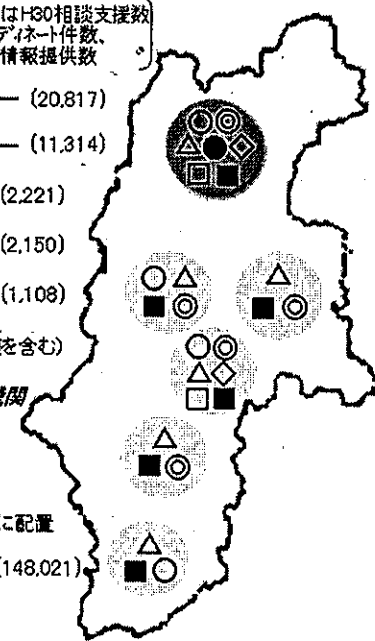 はH30相談支援数
ディネート件数、
情報提供数
(20,817)
(11,314)
(2,221)
(2,150)
(1,108)
を含む)
機関
に配置
(148,021)